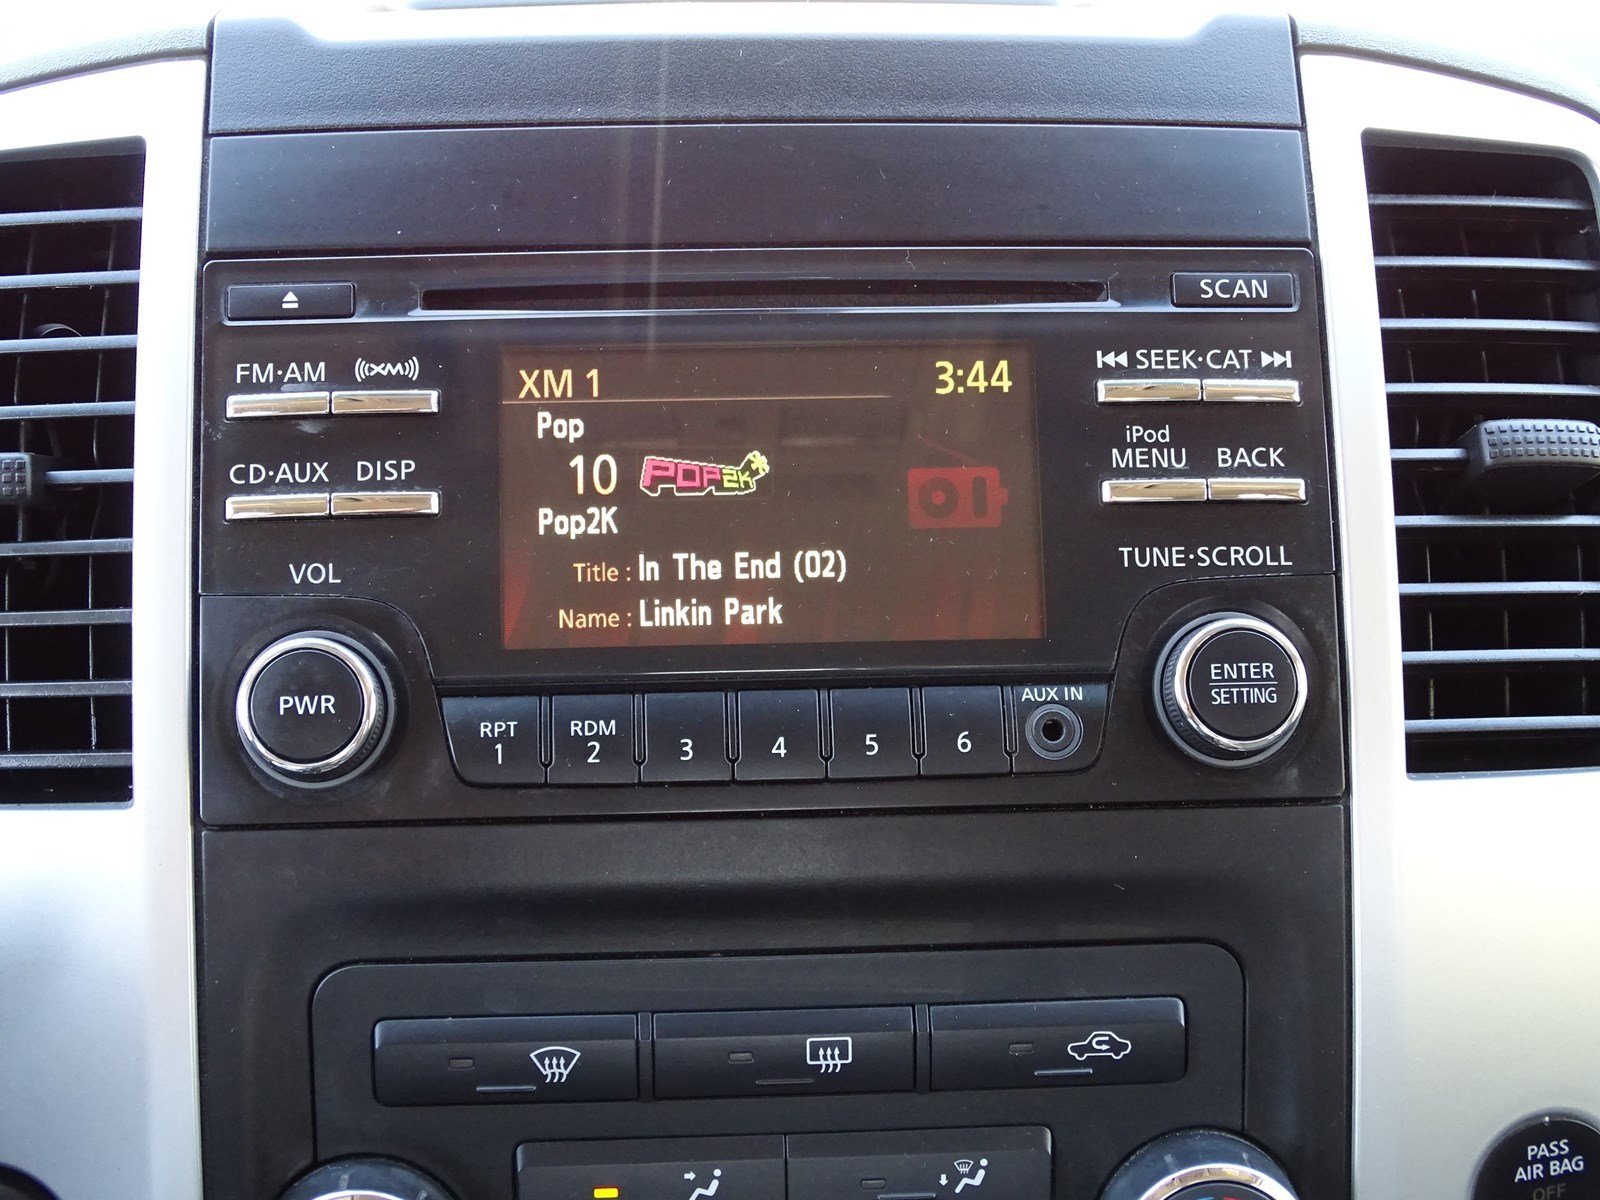 SCAN
FM·AM XM
SEEK·CAT
XM 1 3:44
Pop
10 POP2K
Pop2K
Title : In The End (02)
Name : Linkin Park
CD·AUX DISP
iPod
MENU BACK
VOL
TUNE·SCROLL
PWR
ENTER
SETTING
RPT
1
RDM
2
3
4
5
6
AUX IN
PASS
AIR BAG
OFF